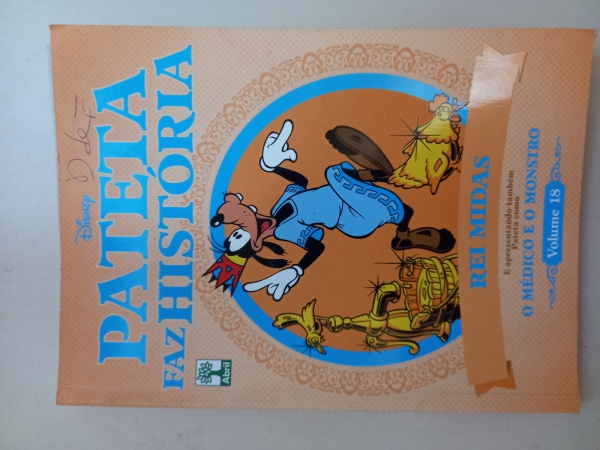 Disney
PATETA
FAZ HISTÓRIA
Abril
REI MIDAS
E apresentando também
Pateta como
O MÉDICO E O MONSTRO
Volume 18